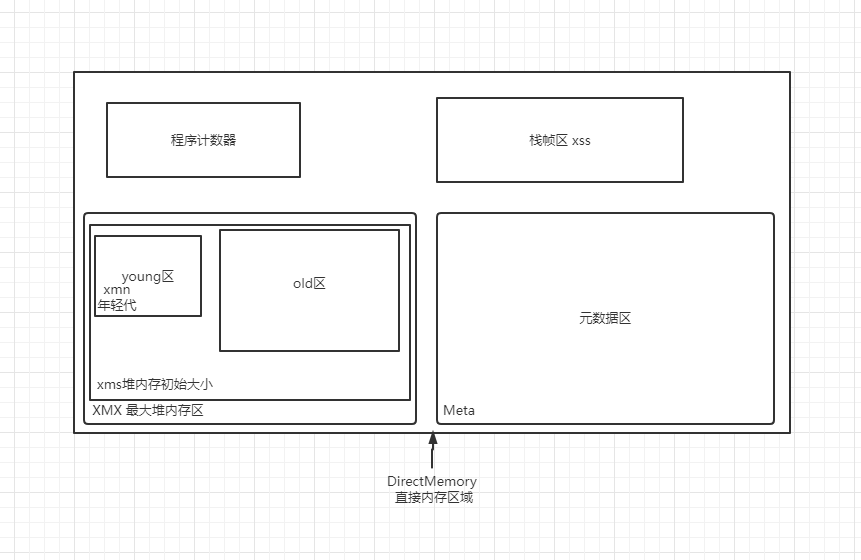 程序计数器
栈帧区 xss
young区
xmn
年轻代
old区
xms堆内存初始大小
XMX 最大堆内存区
元数据区
Meta
DirectMemory
直接内存区域